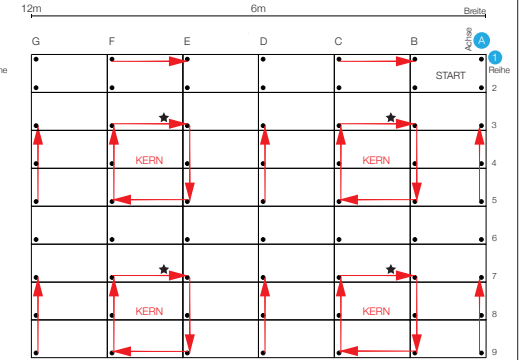 12m 6m Breite
G F E D C B Achse A
he 1 Reihe
START
2
3
KERN KERN 4
5
6
7
KERN KERN 8
9